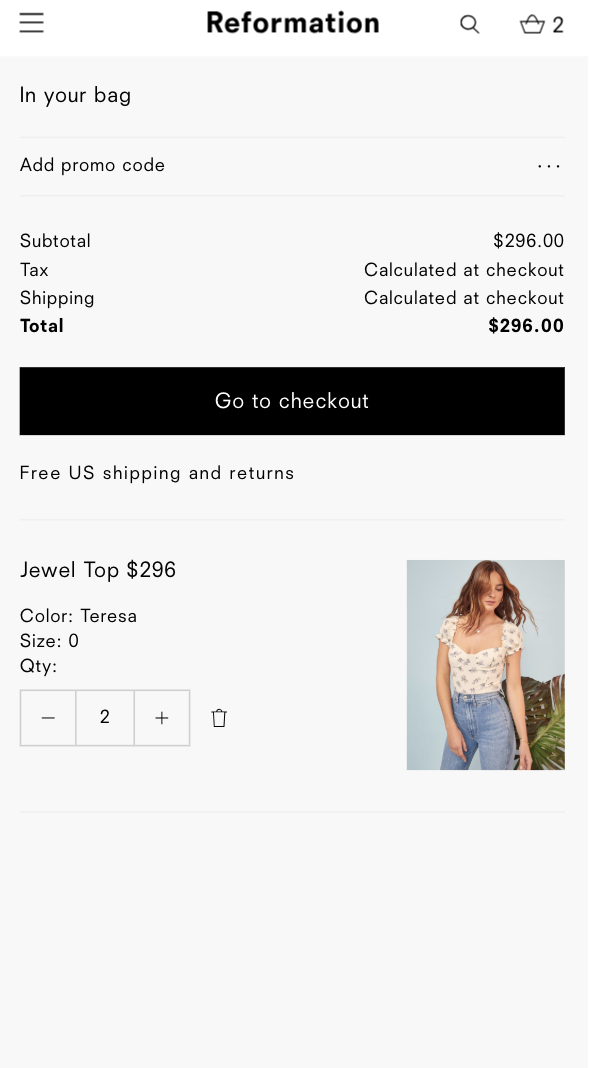 Reformation
2
In your bag
Add promo code
Subtotal $296.00
Tax Calculated at checkout
Shipping Calculated at checkout
Total $296.00
Go to checkout
Free US shipping and returns
Jewel Top $296
Color: Teresa
Size: 0
Qty:
2